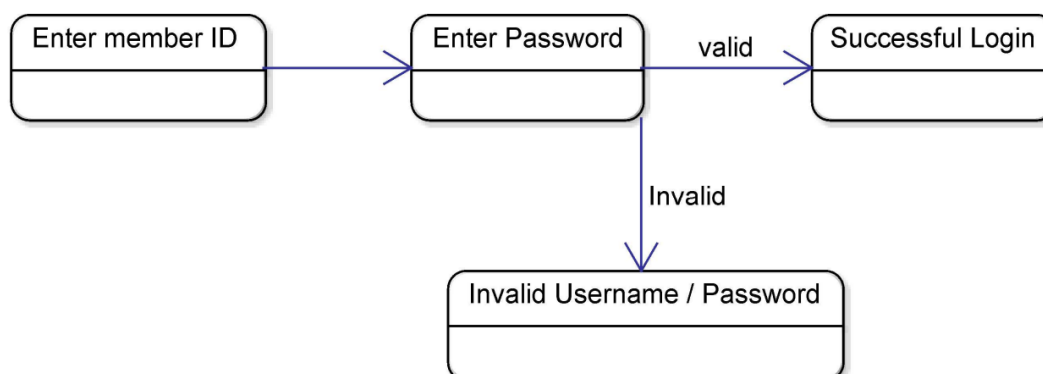 Enter member ID
Enter Password
valid
Successful Login
Invalid
Invalid Username / Password